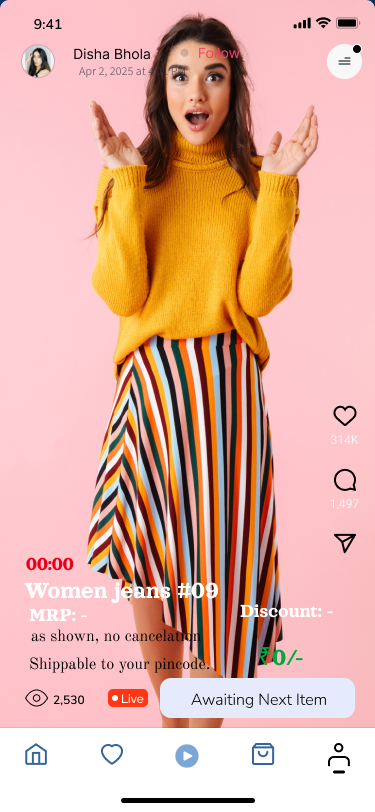 9:41
Disha Bhola Follow
Apr 2, 2025 at
314K
1,497
00:00
Women jeans #09
MRP: - Discount: -
as shown, no cancelation
Shippable to your pincode.
₹0/-
2,530 Live Awaiting Next Item